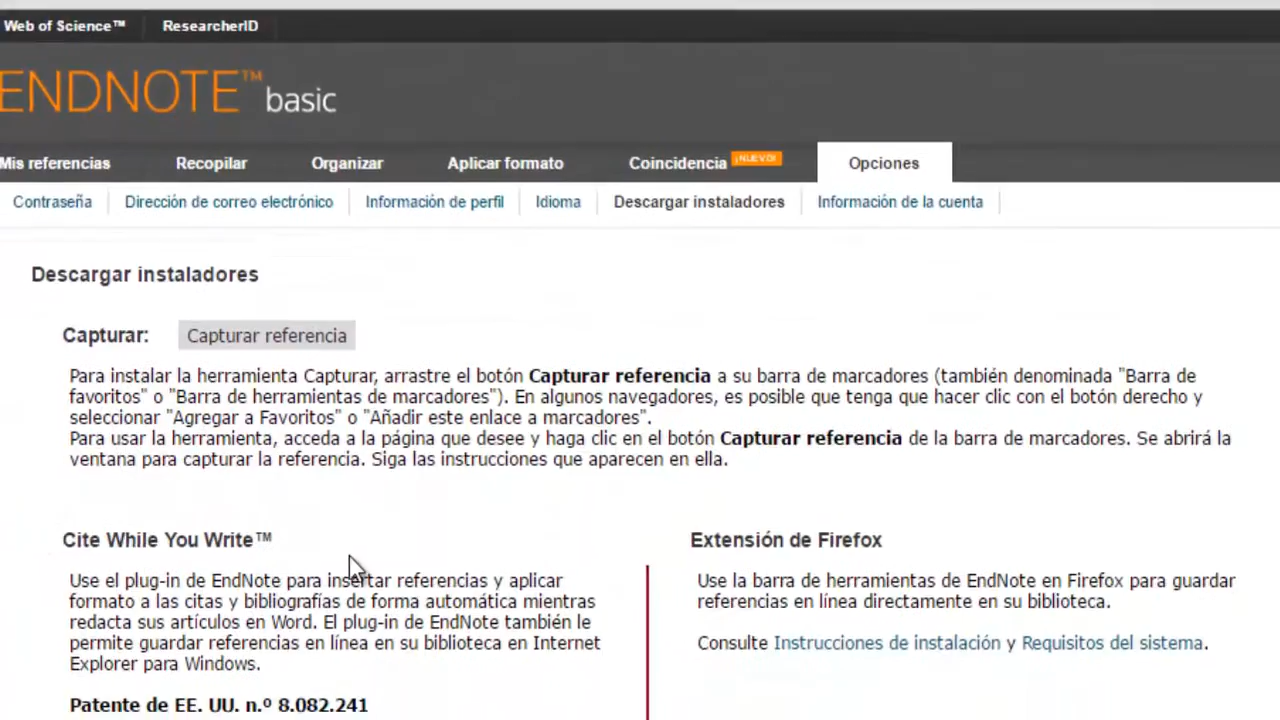 Web of Science™ ResearcherID
ENDNOTE™ basic
Mis referencias Recopilar Organizar Aplicar formato Coincidencia ¡NUEVO! Opciones
Contraseña Dirección de correo electrónico Información de perfil Idioma Descargar instaladores Información de la cuenta
Descargar instaladores
Capturar: Capturar referencia
Para instalar la herramienta Capturar, arrastre el botón Capturar referencia a su barra de marcadores (también denominada "Barra de
favoritos" o "Barra de herramientas de marcadores"). En algunos navegadores, es posible que tenga que hacer clic con el botón derecho y
seleccionar "Agregar a Favoritos" o "Añadir este enlace a marcadores".
Para usar la herramienta, acceda a la página que desee y haga clic en el botón Capturar referencia de la barra de marcadores. Se abrirá la
ventana para capturar la referencia. Siga las instrucciones que aparecen en ella.
Cite While You Write™
Use el plug-in de EndNote para insertar referencias y aplicar
formato a las citas y bibliografías de forma automática mientras
redacta sus artículos en Word. El plug-in de EndNote también le
permite guardar referencias en línea en su biblioteca en Internet
Explorer para Windows.
Patente de EE. UU. n.º 8.082.241
Extensión de Firefox
Use la barra de herramientas de EndNote en Firefox para guardar
referencias en línea directamente en su biblioteca.
Consulte Instrucciones de instalación y Requisitos del sistema.